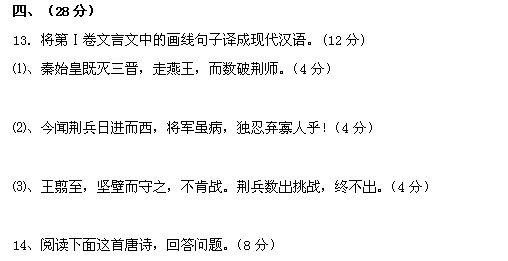 四、（28分）
13. 将第Ⅰ卷文言文中的画线句子译成现代汉语。(12分)
⑴、秦始皇既灭三晋，走燕王，而数破荆师。(4分)
⑵、今闻荆兵日进而西，将军虽病，独忍弃寡人乎!(4分)
⑶、王翦至，坚壁而守之，不肯战。荆兵数出挑战，终不出。(4分)
14、阅读下面这首唐诗，回答问题。(8分)